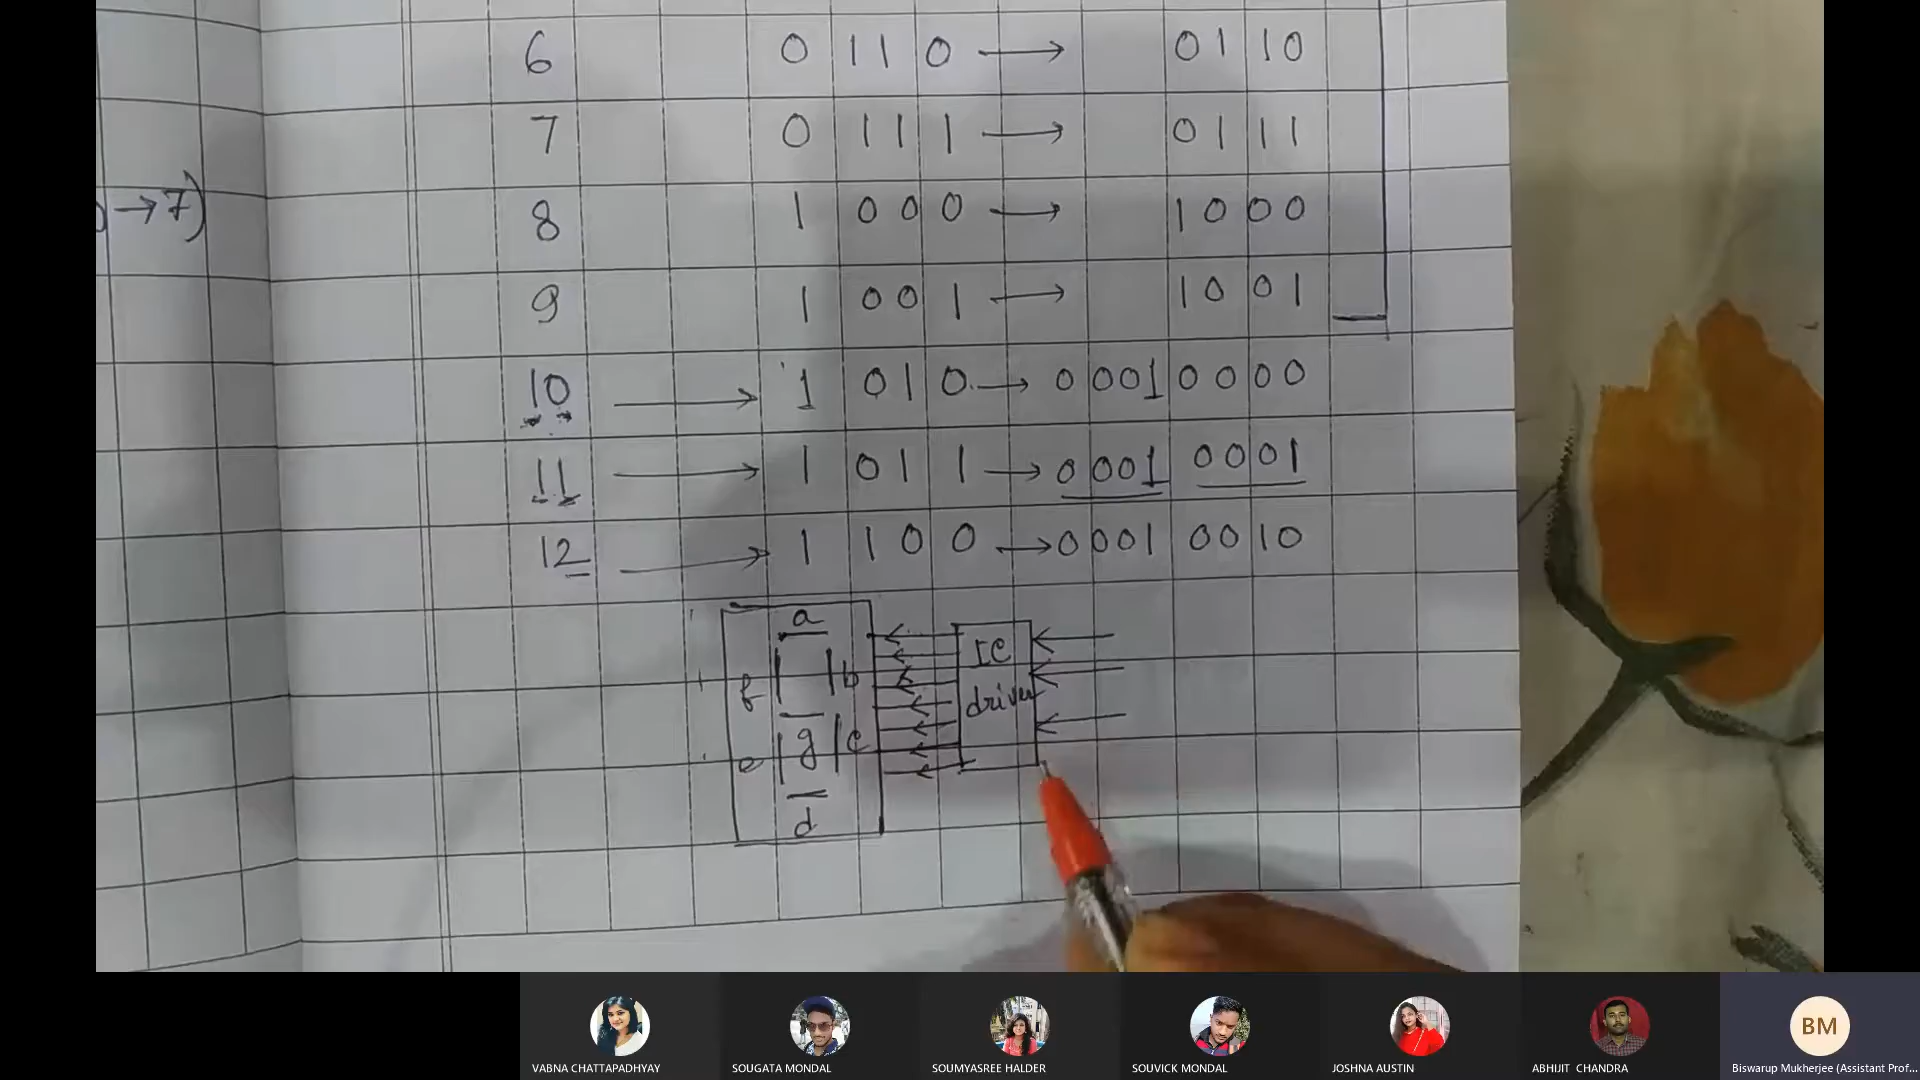 6 0110 → 0110
7 0111 → 0111
→7)
8 1000 → 1000
9 1001 → 1001
10 → 1010 → 0001 0000
11 → 1011 → 0001 0001
12 → 1100 → 0001 0010
a
f b
IC
driver
g
e c
d
BM
VABNA CHATTAPADHYAY SOUGATA MONDAL SOUMYASREE HALDER SOUVICK MONDAL JOSHNA AUSTIN ABHIJIT CHANDRA Biswarup Mukherjee (Assistant Prof...